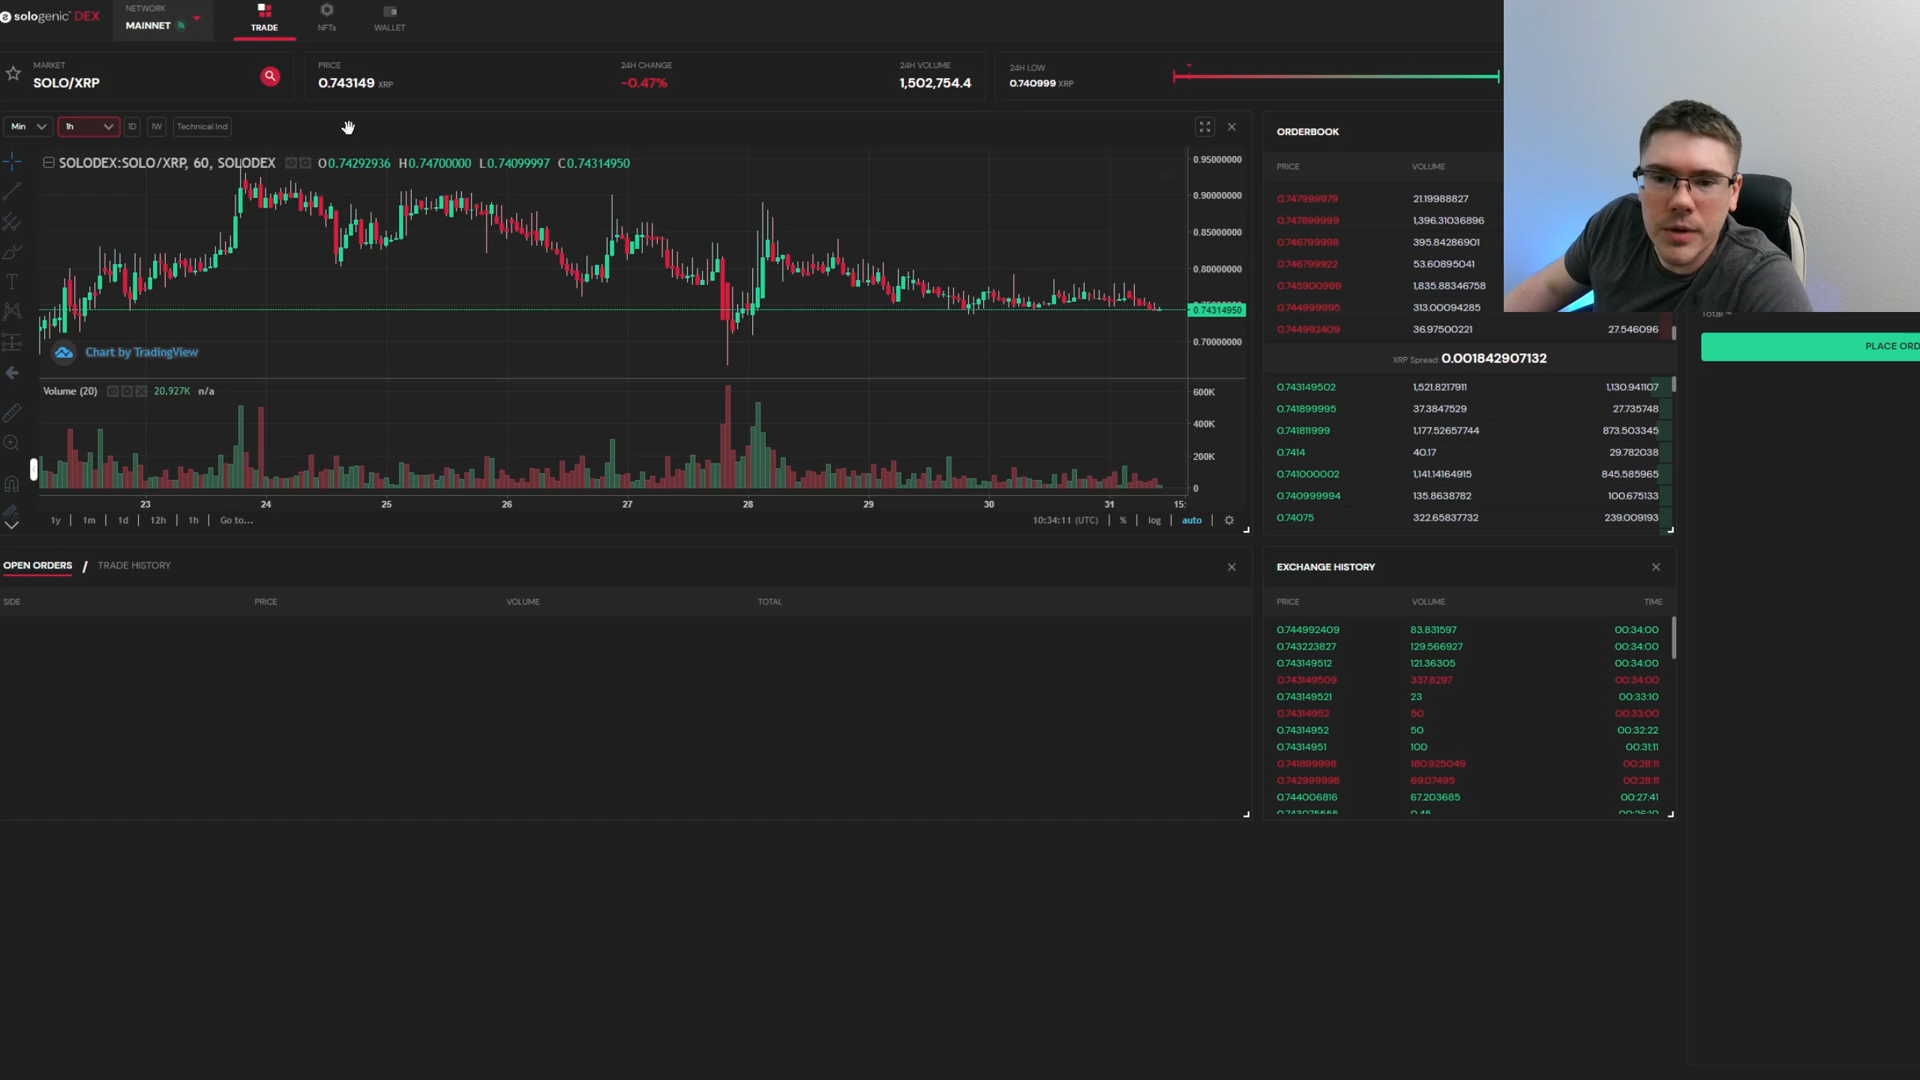 sologenic DEX
NETWORK
MAINNET
TRADE
NFTs
WALLET
MARKET
SOLO/XRP
PRICE
0.743149 XRP
24H CHANGE
-0.47%
24H VOLUME
1,502,754.4
24H LOW
0.740999 XRP
Min
1h
1D
1W
Technical Ind
SOLODEX:SOLO/XRP, 60, SOLODEX
O0.74292936 H0.74700000 L0.74099997 C0.74314950
0.95000000
0.90000000
0.85000000
0.80000000
0.74314950
0.70000000
Chart by TradingView
Volume (20) 20.927K n/a
600K
400K
200K
0
23 24 25 26 27 28 29 30 31 15:
1y 1m 1d 12h 1h Go to...
10:34:11 (UTC) % log auto
ORDERBOOK
PRICE VOLUME
0.747999979 21.19988827
0.747899999 1,396.31036896
0.746799998 395.84286901
0.746799922 53.60895041
0.745900999 1,835.88346758
0.744999995 313.00094285
0.744992409 36.97500221 27.546096
XRP Spread: 0.001842907132
0.743149502 1,521.8217911 1,130.941107
0.741899995 37.3847529 27.735748
0.741811999 1,177.52657744 873.503345
0.7414 40.17 29.782038
0.741000002 1,141.14164915 845.585965
0.740999994 135.8638782 100.675133
0.74075 322.65837732 239.009193
Total ~
PLACE ORD
OPEN ORDERS / TRADE HISTORY
SIDE PRICE VOLUME TOTAL
EXCHANGE HISTORY
PRICE VOLUME TIME
0.744992409 83.831597 00:34:00
0.743223827 129.566927 00:34:00
0.743149512 121.36305 00:34:00
0.743149509 337.8297 00:34:00
0.743149521 23 00:33:10
0.74314952 50 00:33:00
0.74314952 50 00:32:22
0.74314951 100 00:31:11
0.741899998 180.925049 00:28:11
0.742999998 69.07495 00:28:11
0.744006816 67.203685 00:27:41